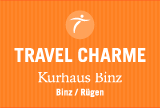 TRAVEL CHARME
Kurhaus Binz
Binz / Rügen